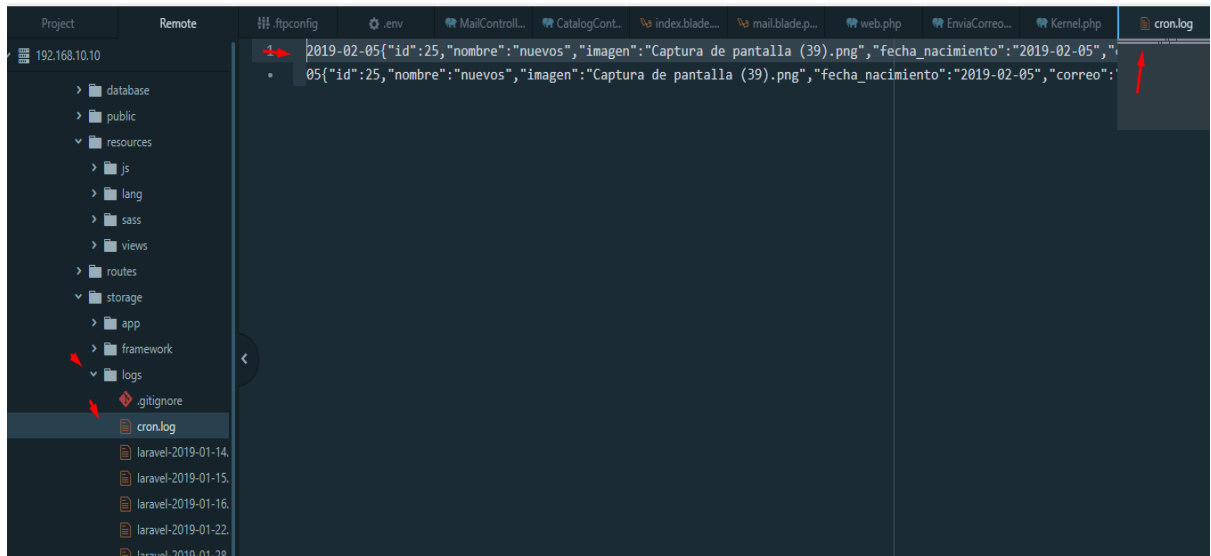 Project Remote .ftpconfig .env MailControll... CatalogCont... index.blade.... mail.blade.p... web.php EnviaCorreo... Kernel.php cron.log
192.168.10.10
database
public
resources
js
lang
sass
views
routes
storage
app
framework
logs
.gitignore
cron.log
laravel-2019-01-14.
laravel-2019-01-15.
laravel-2019-01-16.
laravel-2019-01-22.
laravel-2019-01-28
1 2019-02-05{"id":25,"nombre":"nuevos","imagen":"Captura de pantalla (39).png","fecha_nacimiento":"2019-02-05","
• 05{"id":25,"nombre":"nuevos","imagen":"Captura de pantalla (39).png","fecha_nacimiento":"2019-02-05","correo":"